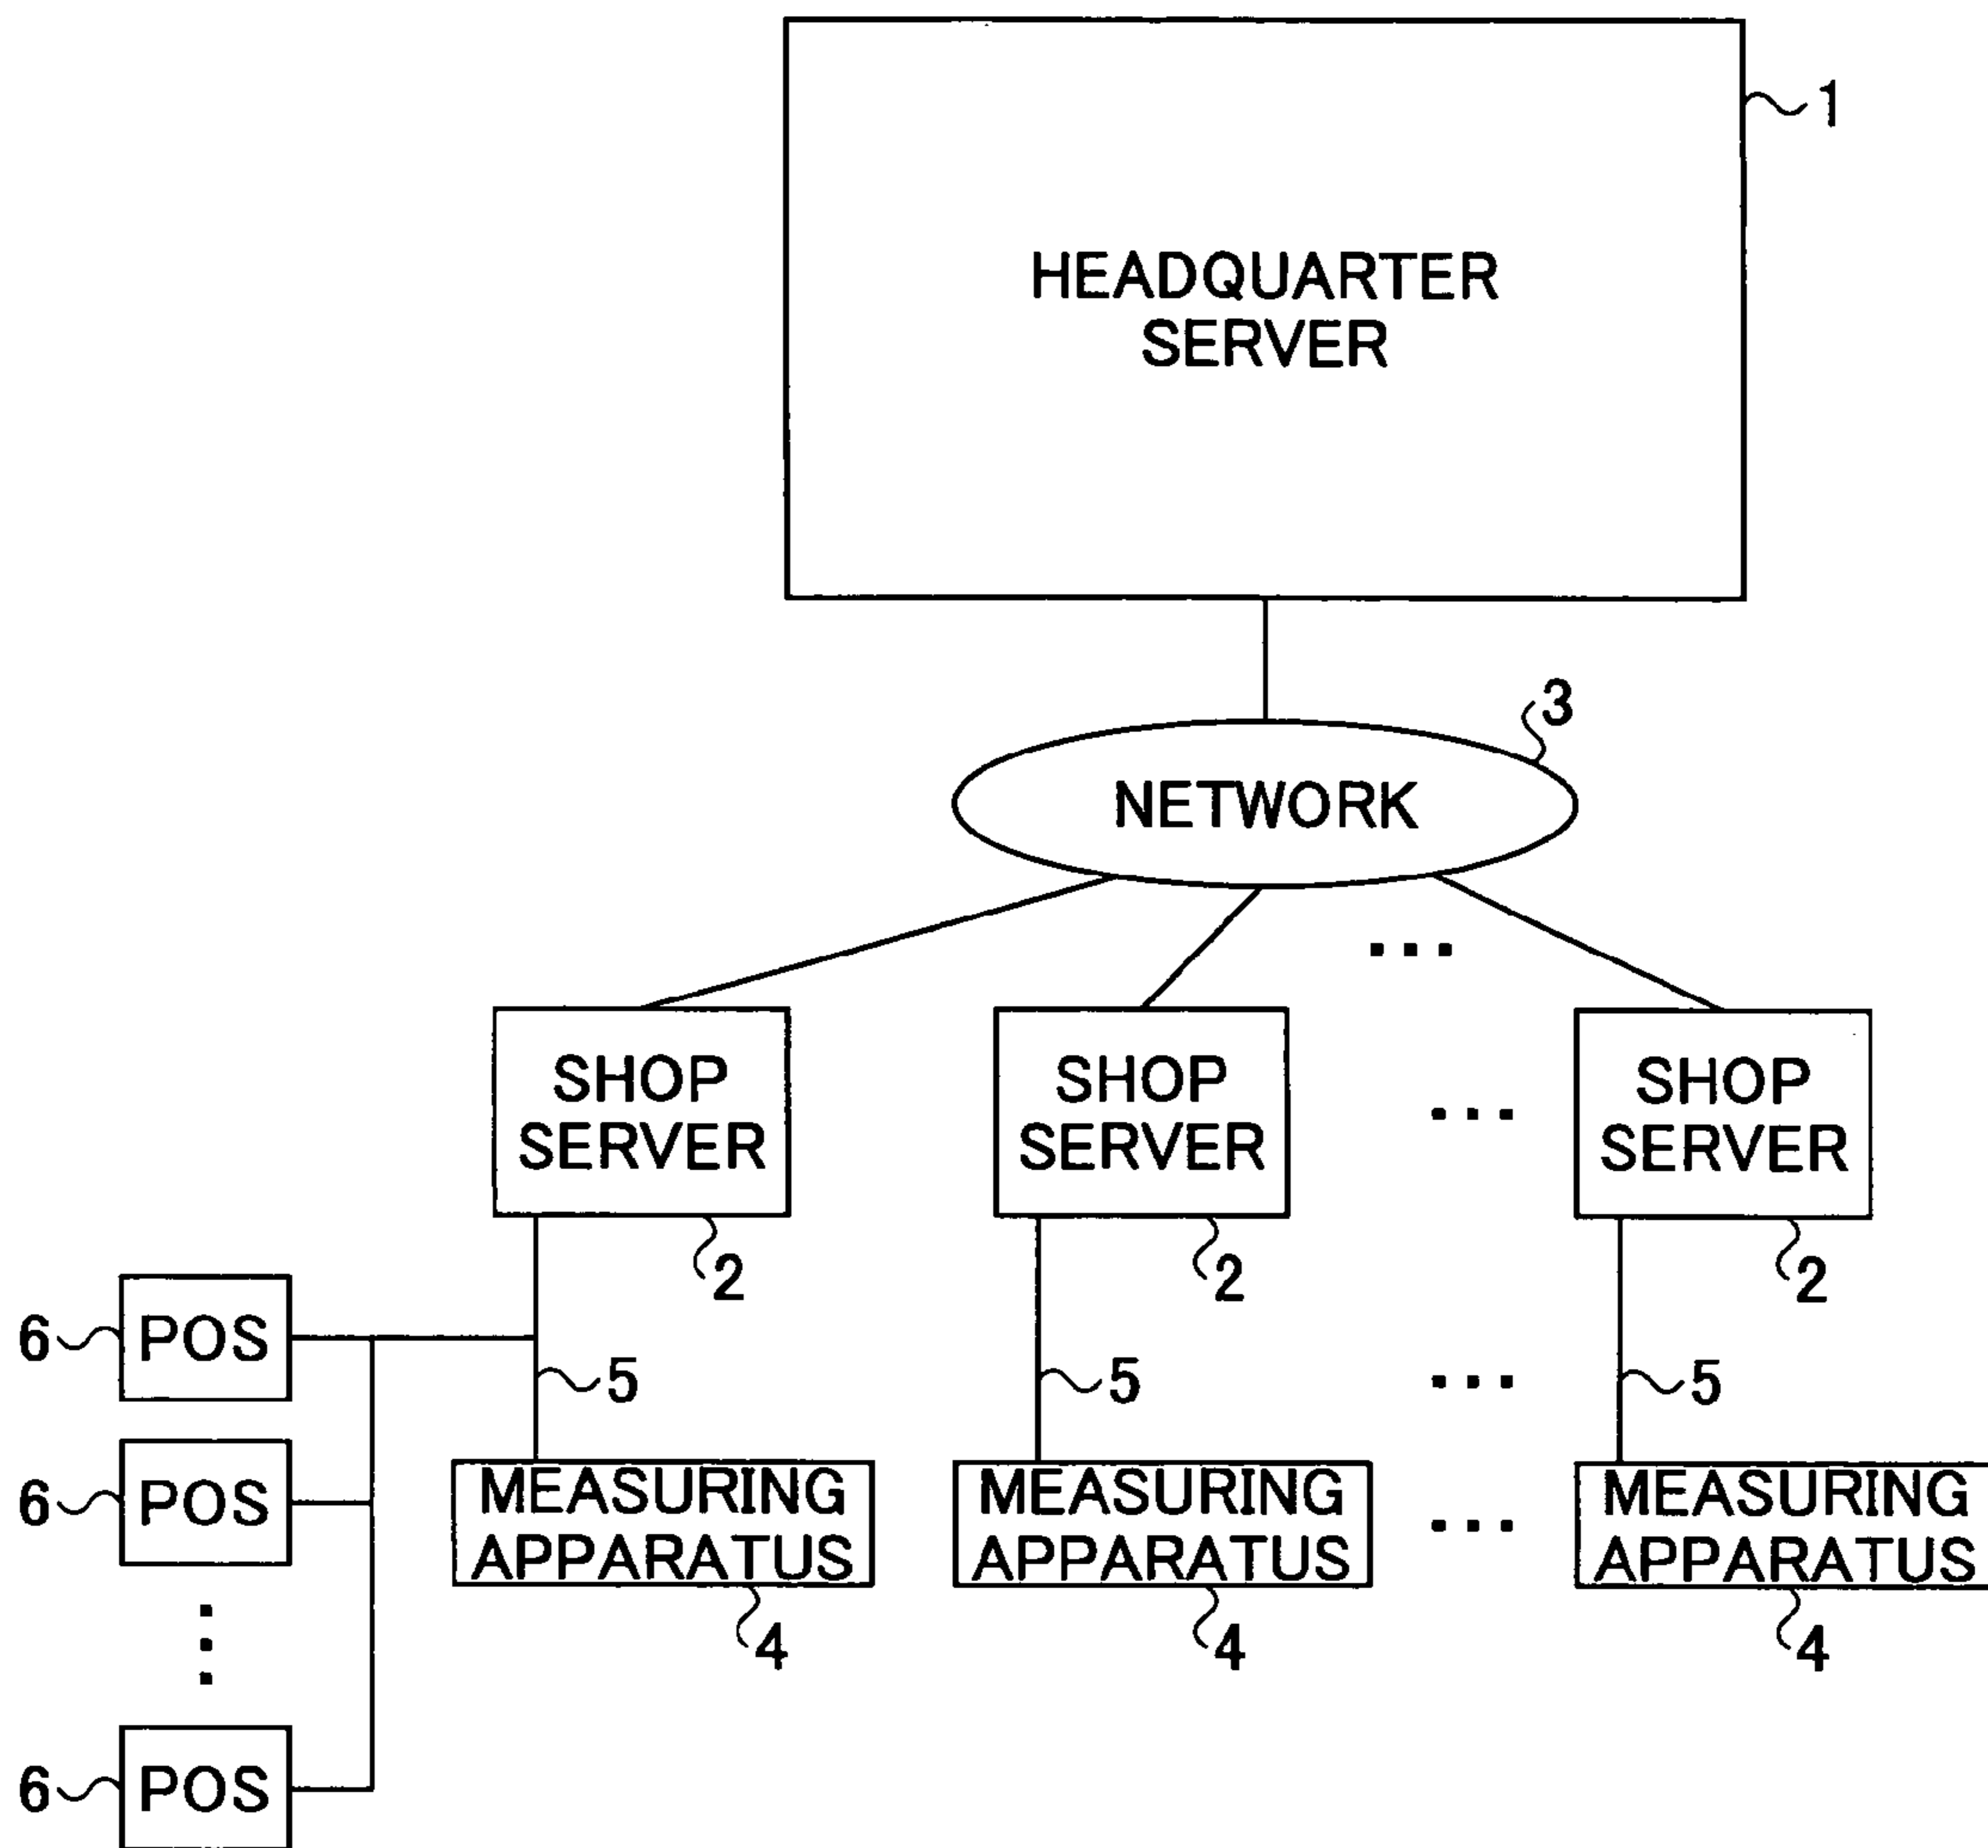 1
HEADQUARTER
SERVER
3
NETWORK
...
SHOP
SERVER
SHOP
SERVER
...
SHOP
SERVER
2
2
2
6
POS
5
5
...
5
6
POS
MEASURING
APPARATUS
MEASURING
APPARATUS
...
MEASURING
APPARATUS
4
4
4
6
POS